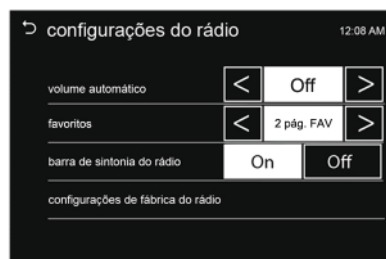 configurações do rádio 12:08 AM
volume automático < Off >
favoritos < 2 pág. FAV >
barra de sintonia do rádio On Off
configurações de fábrica do rádio